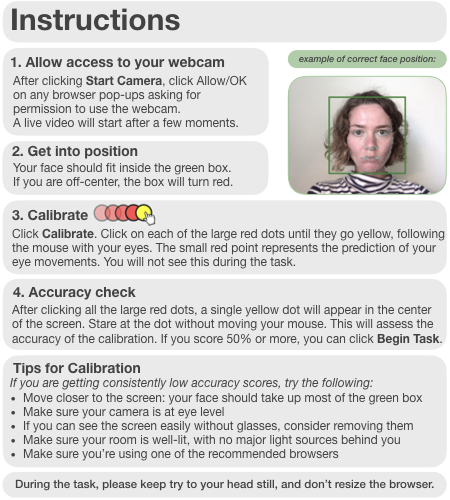 Instructions
1. Allow access to your webcam
After clicking Start Camera, click Allow/OK
on any browser pop-ups asking for
permission to use the webcam.
A live video will start after a few moments.
example of correct face position:
2. Get into position
Your face should fit inside the green box.
If you are off-center, the box will turn red.
3. Calibrate
Click Calibrate. Click on each of the large red dots until they go yellow, following
the mouse with your eyes. The small red point represents the prediction of your
eye movements. You will not see this during the task.
4. Accuracy check
After clicking all the large red dots, a single yellow dot will appear in the center
of the screen. Stare at the dot without moving your mouse. This will assess the
accuracy of the calibration. If you score 50% or more, you can click Begin Task.
Tips for Calibration
If you are getting consistently low accuracy scores, try the following:
• Move closer to the screen: your face should take up most of the green box
• Make sure your camera is at eye level
• If you can see the screen easily without glasses, consider removing them
• Make sure your room is well-lit, with no major light sources behind you
• Make sure you're using one of the recommended browsers
During the task, please keep try to your head still, and don't resize the browser.